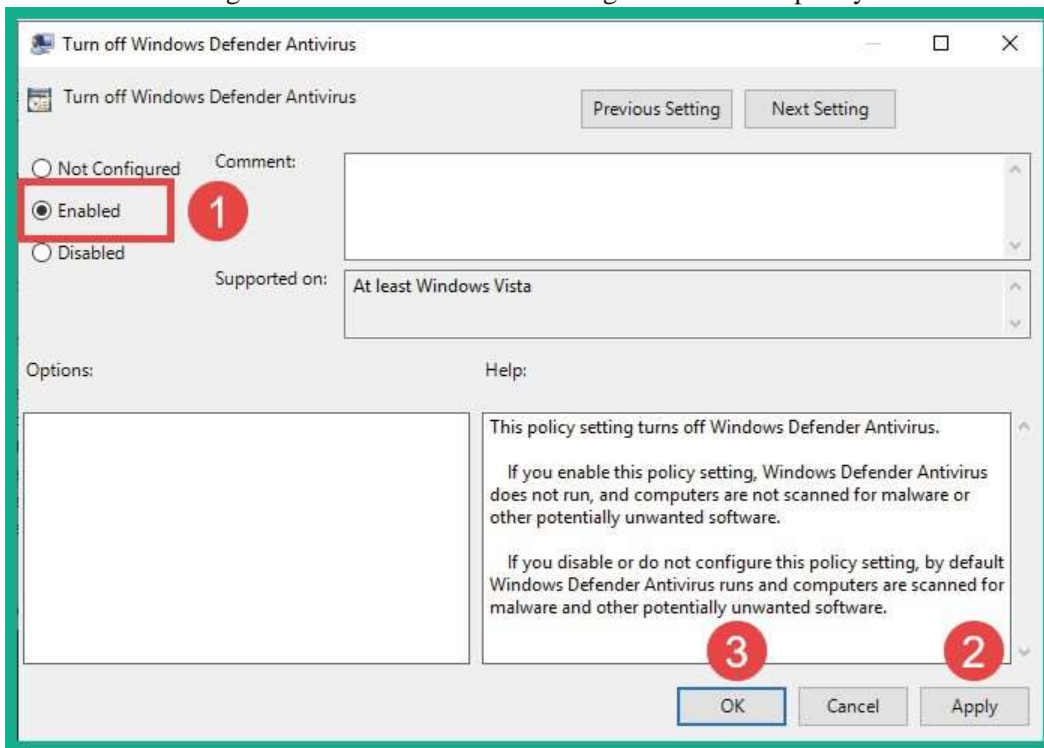 Turn off Windows Defender Antivirus
Turn off Windows Defender Antivirus
Previous Setting
Next Setting
Not Configured
Comment:
Enabled
1
Disabled
Supported on:
At least Windows Vista
Options:
Help:
This policy setting turns off Windows Defender Antivirus.
If you enable this policy setting, Windows Defender Antivirus
does not run, and computers are not scanned for malware or
other potentially unwanted software.
If you disable or do not configure this policy setting, by default
Windows Defender Antivirus runs and computers are scanned for
malware and other potentially unwanted software.
3
2
OK
Cancel
Apply